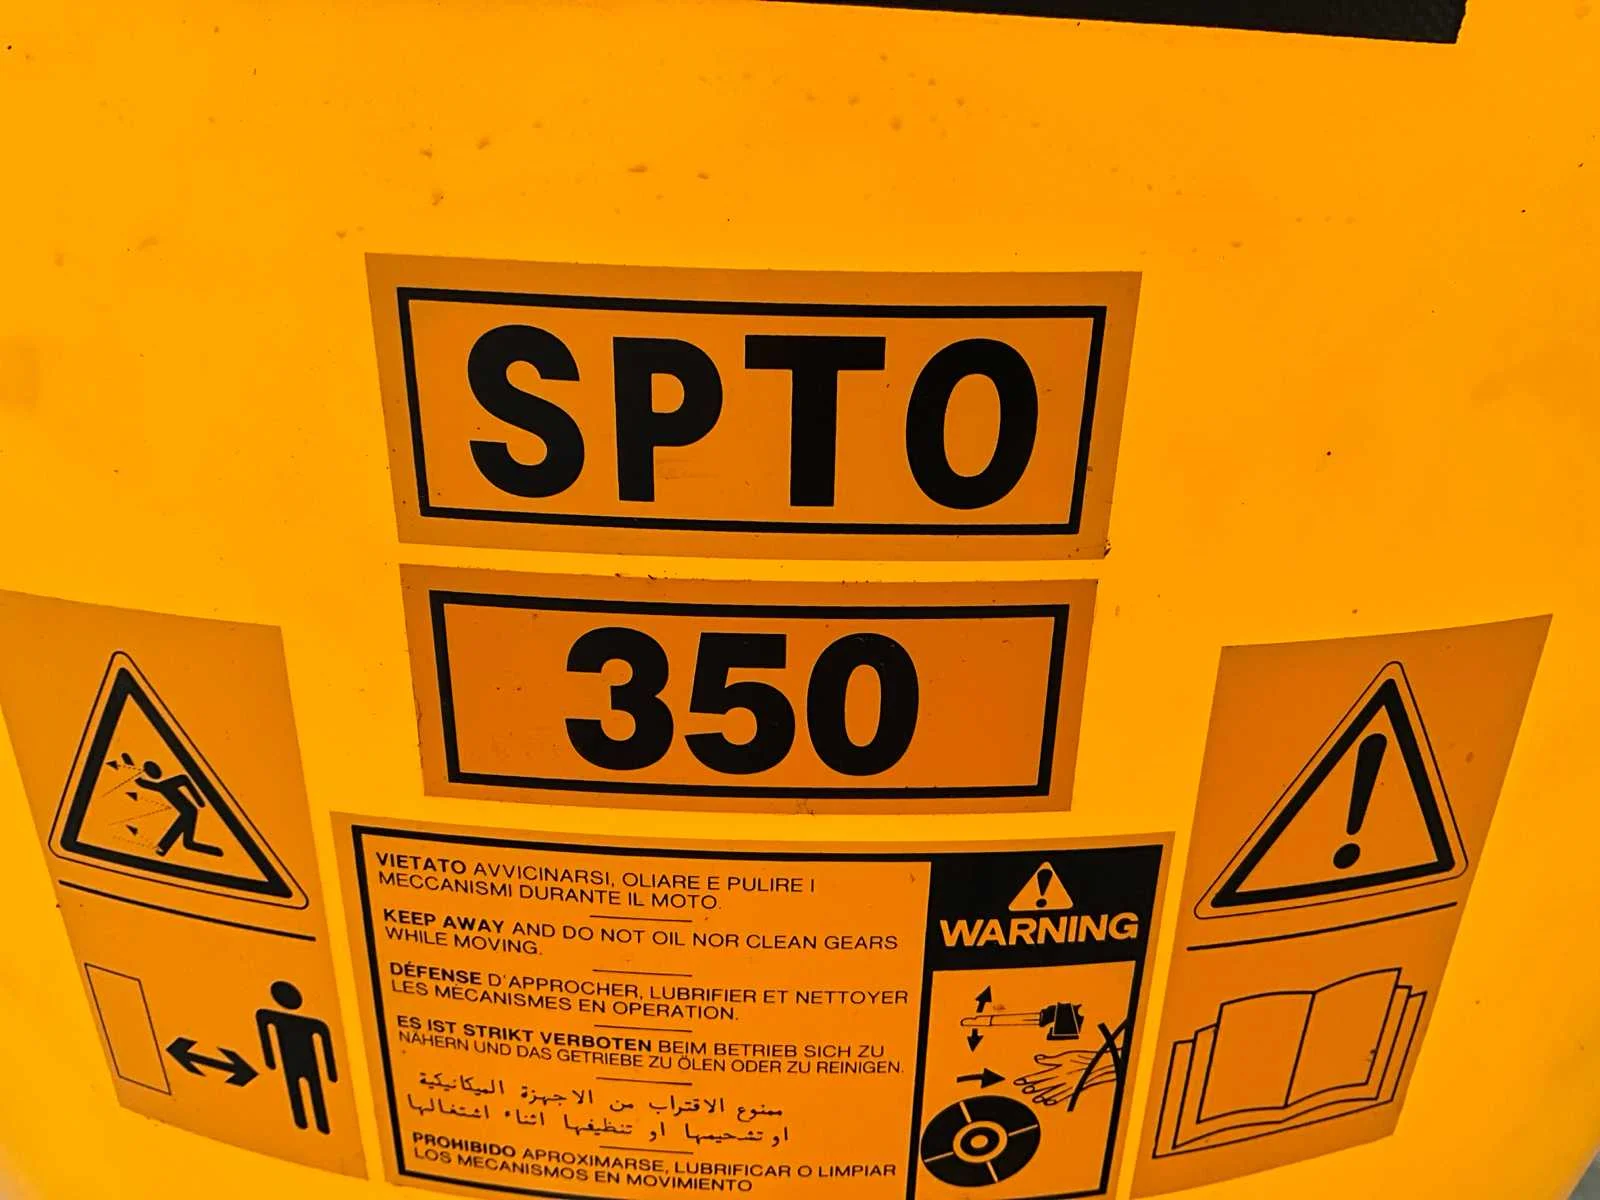 SPTO
350
VIETATO AVVICINARSI, OLIARE E PULIRE I
MECCANISMI DURANTE IL MOTO.
KEEP AWAY AND DO NOT OIL NOR CLEAN GEARS
WHILE MOVING.
DÉFENSE D'APPROCHER, LUBRIFIER ET NETTOYER
LES MÉCANISMES EN OPERATION.
ES IST STRIKT VERBOTEN BEIM BETRIEB SICH ZU
NÄHERN UND DAS GETRIEBE ZU ÖLEN ODER ZU REINIGEN.
ممنوع الاقتراب من الاجهزة الميكانيكية
او تشحيمها او تنظيفها اثناء اشتغالها
PROHIBIDO APROXIMARSE, LUBRIFICAR O LIMPIAR
LOS MECANISMOS EN MOVIMIENTO
WARNING